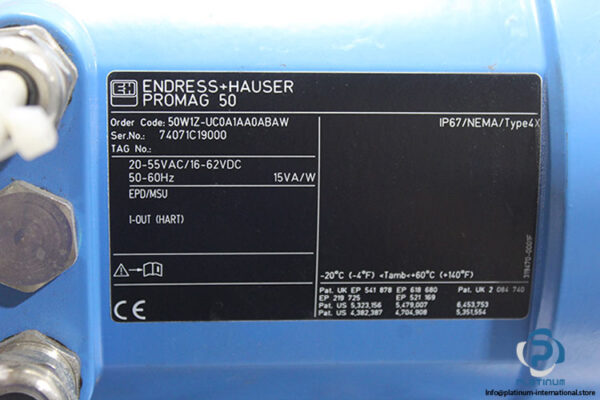 E+H ENDRESS+HAUSER
PROMAG 50
Order Code: 50W1Z-UC0A1AA0ABAW
Ser.No.: 74071C19000
TAG No.:
IP67/NEMA/Type4X
20-55VAC/16-62VDC
50-60Hz 15VA/W
EPD/MSU
I-OUT (HART)
-20°C (-4°F) <Tamb<+60°C (+140°F)
Pat. UK EP 541 878 EP 618 680 Pat. UK 2 084 740
EP 219 725 EP 521 169
Pat. US 5,323,156 5,479,007 6,453,753
Pat. US 4,382,387 4,704,908 5,351,554
319470-0001F
CE
PLATINUM
info@platinum-international.store